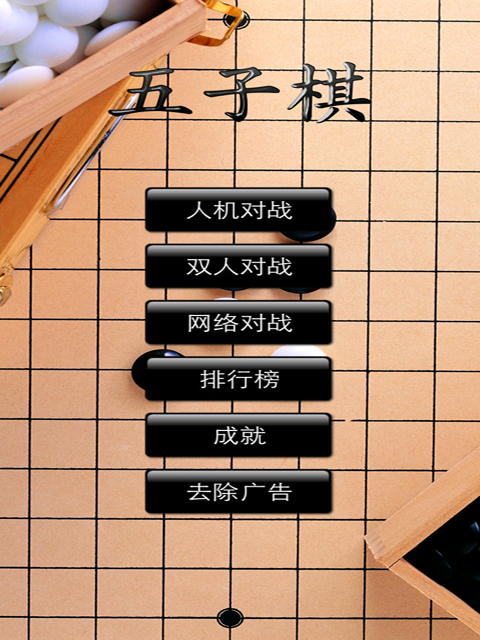 五子棋
人机对战
双人对战
网络对战
排行榜
成就
去除广告